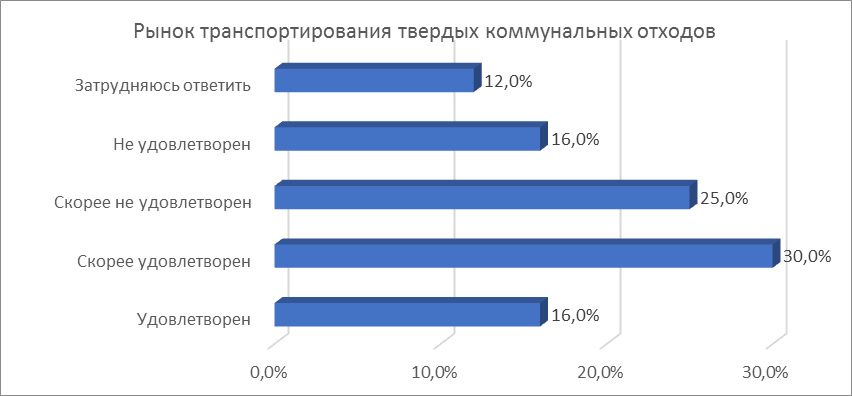 Рынок транспортирования твердых коммунальных отходов
Затрудняюсь ответить 12,0%
Не удовлетворен 16,0%
Скорее не удовлетворен 25,0%
Скорее удовлетворен 30,0%
Удовлетворен 16,0%
0,0% 10,0% 20,0% 30,0%